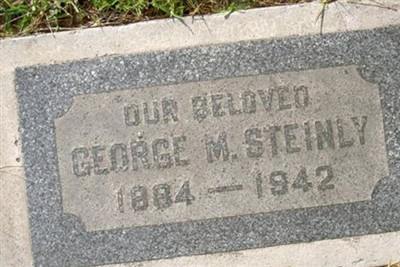 OUR BELOVED
GEORGE M. STEINLY
1884 — 1942